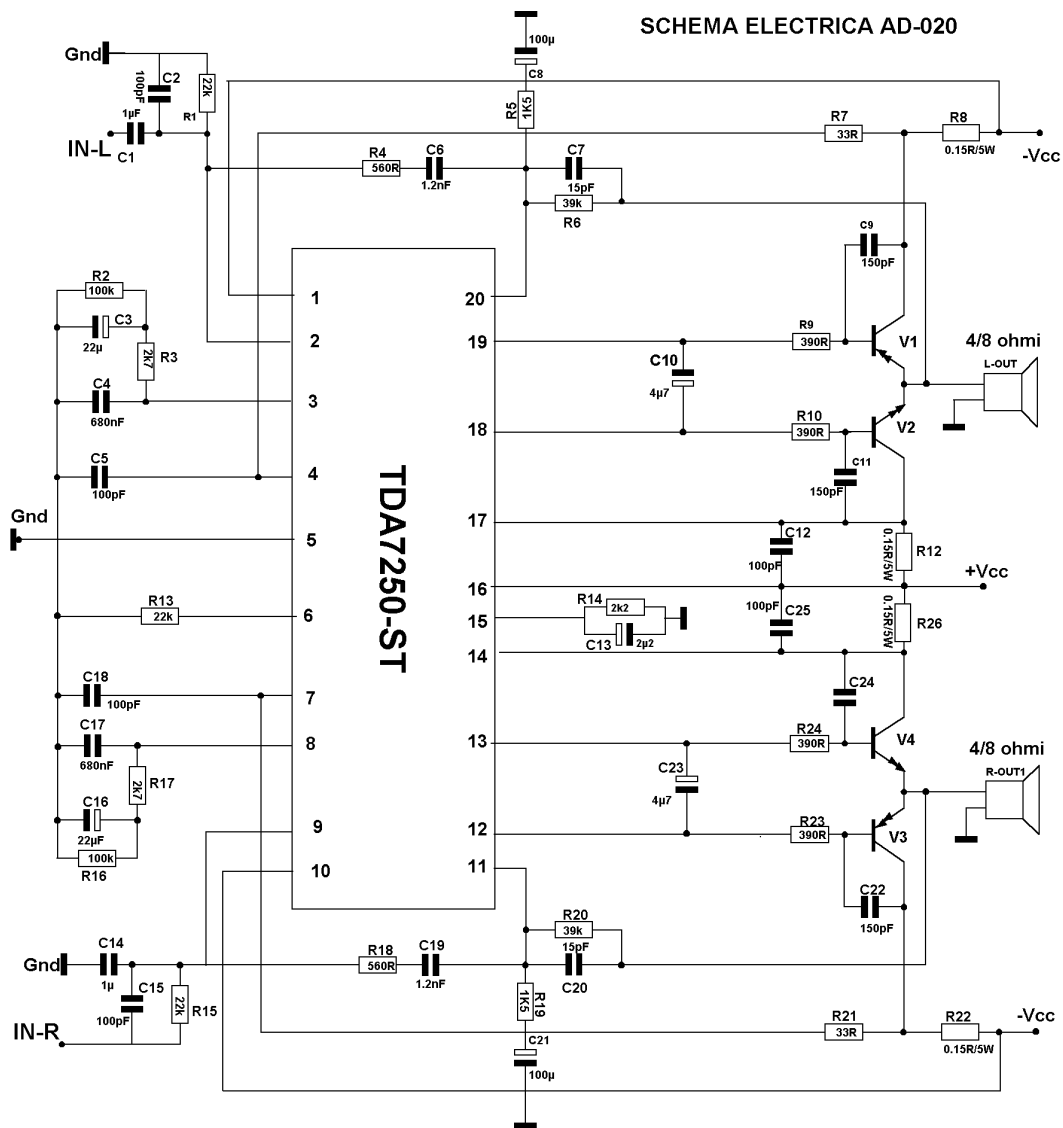 SCHEMA ELECTRICA AD-020
100µ
C8
Gnd
100pF
C2
22k
R1
1µF
IN-L
C1
R5
1K5
R7
33R
R8
0.15R/5W
-Vcc
R4
560R
C6
1.2nF
C7
15pF
39k
R6
C9
150pF
R2
100k
C3
22µ
2k7
R3
C4
680nF
C5
100pF
1
2
3
4
5
6
7
8
9
10
TDA7250-ST
20
19
18
17
16
15
14
13
12
11
R9
390R
V1
4/8 ohmi
L-OUT
C10
4µ7
R10
390R
V2
C11
150pF
Gnd
C12
100pF
0.15R/5W
R12
+Vcc
100pF
C25
0.15R/5W
R26
R13
22k
R14
2k2
C13
2µ2
C18
100pF
C17
680nF
2k7
R17
C16
22µF
100k
R16
C24
R24
390R
V4
4/8 ohmi
R-OUT1
C23
4µ7
R23
390R
V3
C22
150pF
R20
39k
15pF
C20
Gnd
C14
1µ
C15
100pF
22k
R15
IN-R
R18
560R
C19
1.2nF
1K5
R19
C21
100µ
R21
33R
R22
0.15R/5W
-Vcc